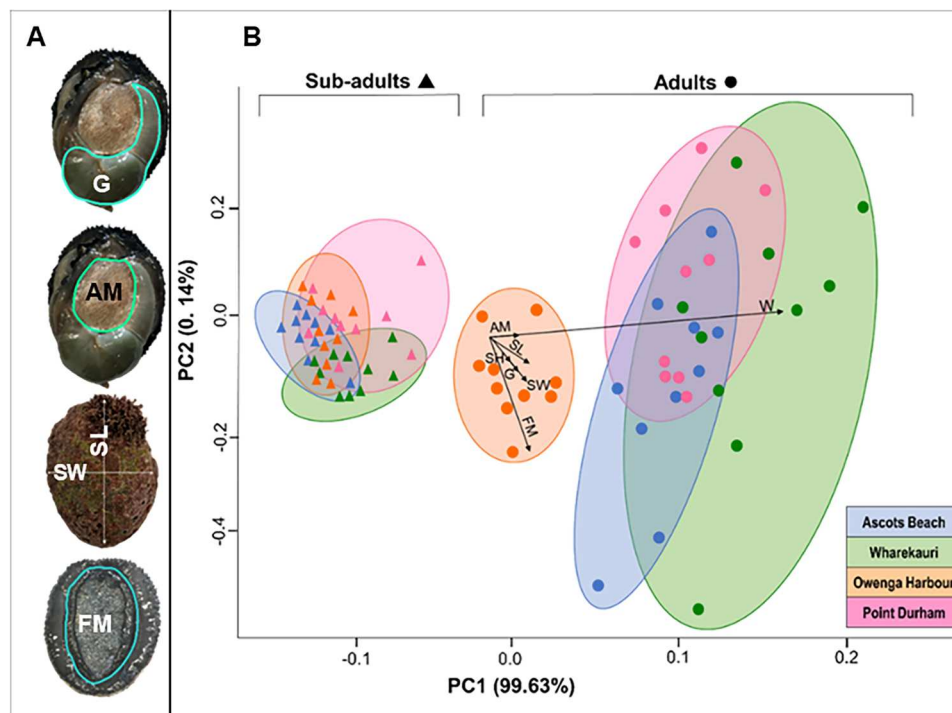 A
G
AM
SL
SW
FM
B
Sub-adults
Adults
PC2 (0. 14%)
0.2
0.0
-0.2
-0.4
AM
SL
SH
G
SW
FM
W
Ascots Beach
Wharekauri
Owenga Harbour
Point Durham
-0.1
0.0
0.1
0.2
PC1 (99.63%)